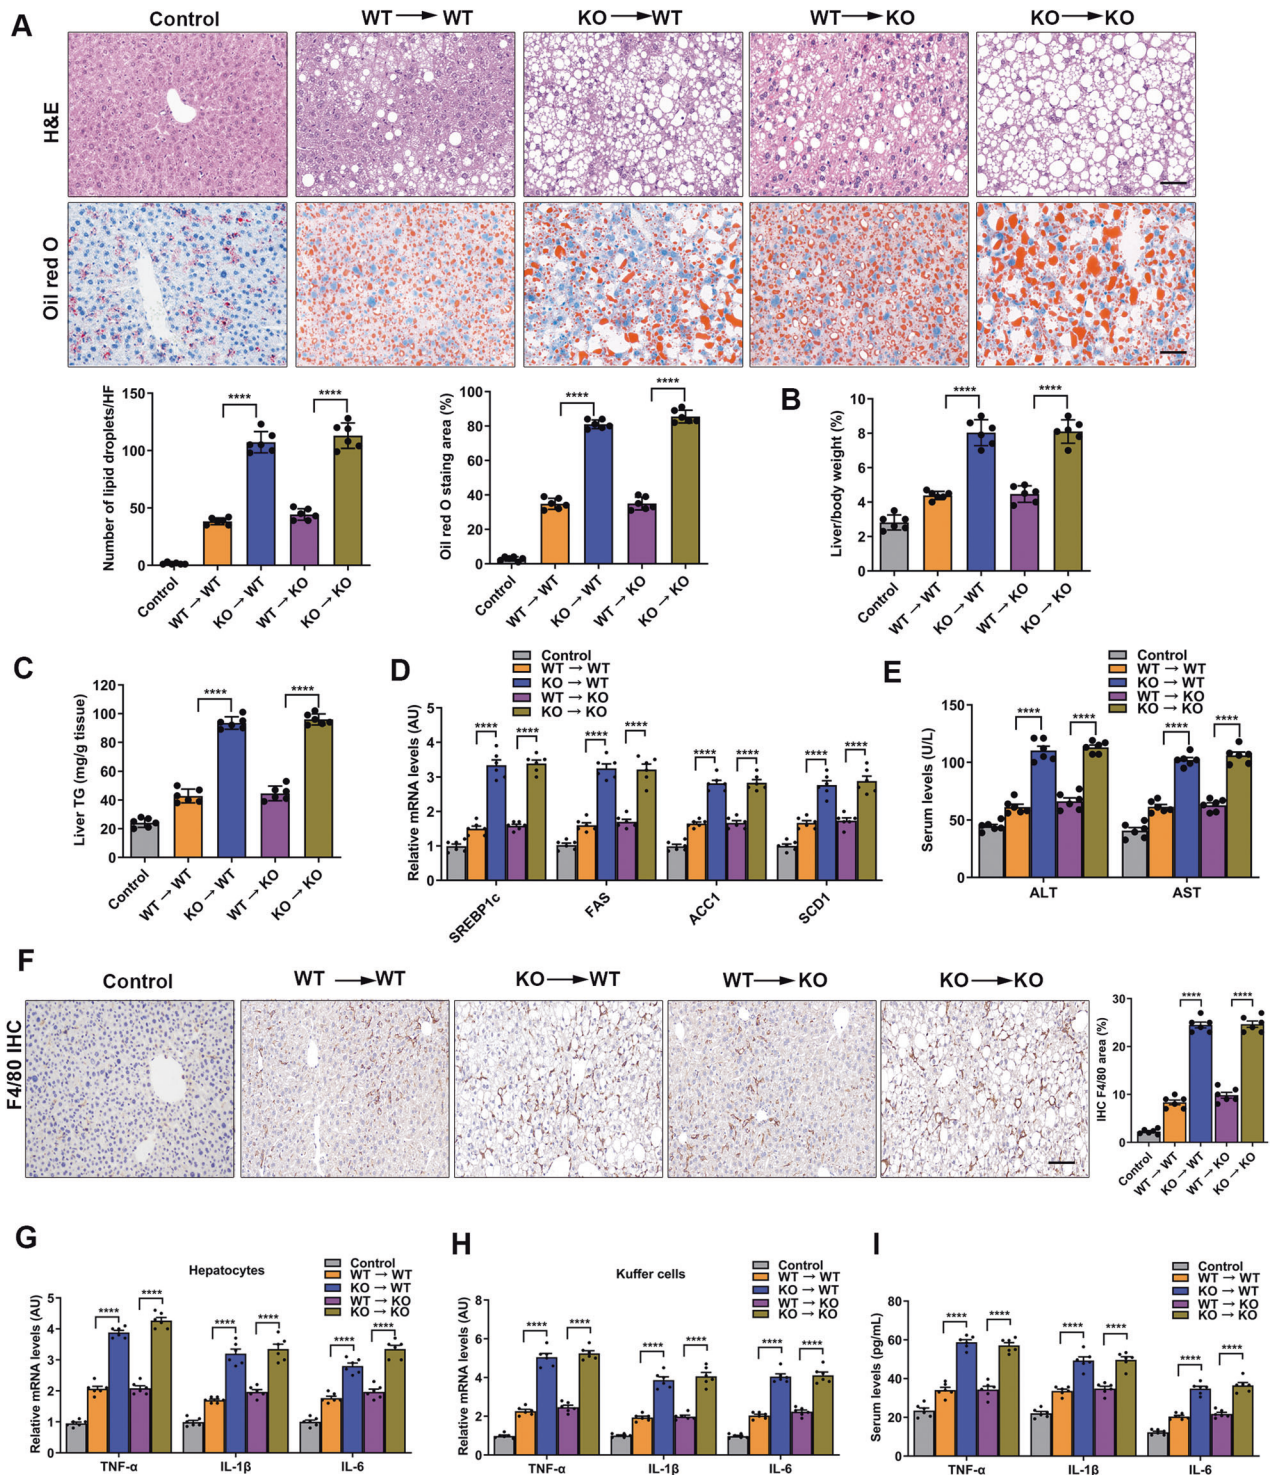 A
Control WT → WT KO → WT WT → KO KO → KO
H&E
Oil red O
Number of lipid droplets/HF
150
100
50
0
****
****
Control
WT → WT
KO → WT
WT → KO
KO → KO
Oil red O staing area (%)
100
80
60
40
20
0
****
****
Control
WT → WT
KO → WT
WT → KO
KO → KO
B
Liver/body weight (%)
10
8
6
4
2
0
****
****
Control
WT → WT
KO → WT
WT → KO
KO → KO
C
Liver TG (mg/g tissue)
120
100
80
60
40
20
0
****
****
Control
WT → WT
KO → WT
WT → KO
KO → KO
D
Control
WT → WT
KO → WT
WT → KO
KO → KO
Relative mRNA levels (AU)
5
4
3
2
1
0
**** **** **** **** **** **** **** ****
SREBP1c
FAS
ACC1
SCD1
E
Control
WT → WT
KO → WT
WT → KO
KO → KO
Serum levels (U/L)
150
100
50
0
**** **** **** ****
ALT AST
F
Control WT → WT KO → WT WT → KO KO → KO
F4/80 IHC
IHC F4/80 area (%)
30
20
10
0
****
****
Control
WT → WT
KO → WT
WT → KO
KO → KO
G
Hepatocytes
Control
WT → WT
KO → WT
WT → KO
KO → KO
Relative mRNA levels (AU)
5
4
3
2
1
0
**** **** **** **** **** ****
TNF-α IL-1β IL-6
H
Kuffer cells
Control
WT → WT
KO → WT
WT → KO
KO → KO
Relative mRNA levels (AU)
8
6
4
2
0
**** **** **** **** **** ****
TNF-α IL-1β IL-6
I
Control
WT → WT
KO → WT
WT → KO
KO → KO
Serum levels (pg/mL)
80
60
40
20
0
**** **** **** **** **** ****
TNF-α IL-1β IL-6